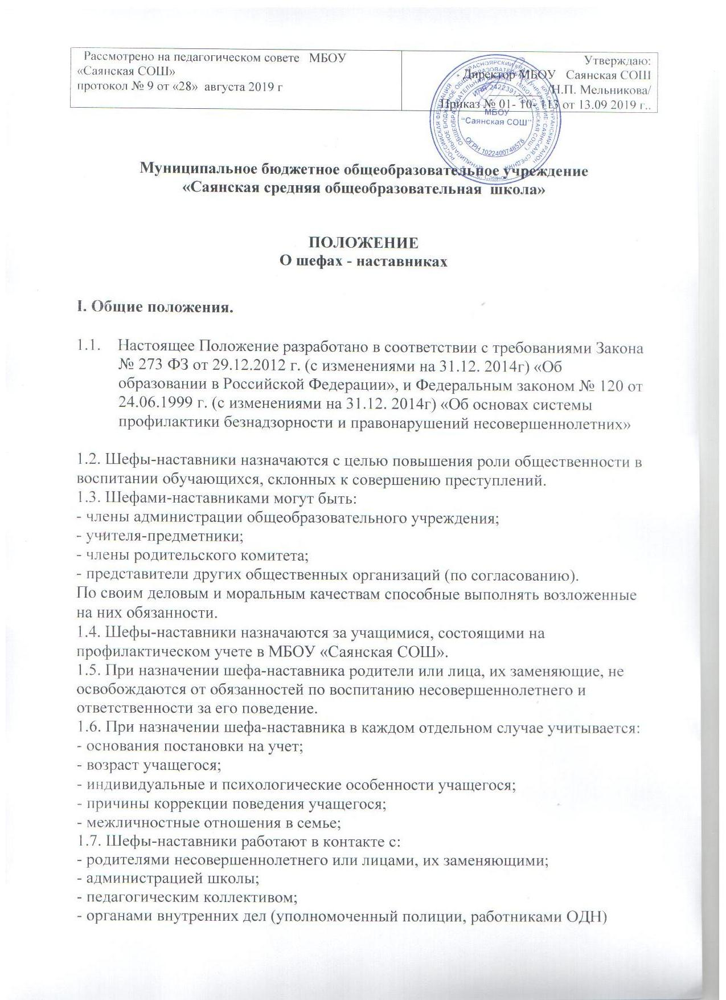 Рассмотрено на педагогическом совете МБОУ
«Саянская СОШ»
протокол № 9 от «28» августа 2019 г
Утверждаю:
Директор МБОУ Саянская СОШ
/Н.П. Мельникова/
Приказ № 01- 10- 113 от 13.09 2019 г..
МБОУ
"Саянская СОШ"
ОГРН 1022400748578
Муниципальное бюджетное общеобразовательное учреждение
«Саянская средняя общеобразовательная школа»
ПОЛОЖЕНИЕ
О шефах - наставниках
I. Общие положения.
1.1. Настоящее Положение разработано в соответствии с требованиями Закона
№ 273 ФЗ от 29.12.2012 г. (с изменениями на 31.12. 2014г) «Об
образовании в Российской Федерации», и Федеральным законом № 120 от
24.06.1999 г. (с изменениями на 31.12. 2014г) «Об основах системы
профилактики безнадзорности и правонарушений несовершеннолетних»
1.2. Шефы-наставники назначаются с целью повышения роли общественности в
воспитании обучающихся, склонных к совершению преступлений.
1.3. Шефами-наставниками могут быть:
- члены администрации общеобразовательного учреждения;
- учителя-предметники;
- члены родительского комитета;
- представители других общественных организаций (по согласованию).
По своим деловым и моральным качествам способные выполнять возложенные
на них обязанности.
1.4. Шефы-наставники назначаются за учащимися, состоящими на
профилактическом учете в МБОУ «Саянская СОШ».
1.5. При назначении шефа-наставника родители или лица, их заменяющие, не
освобождаются от обязанностей по воспитанию несовершеннолетнего и
ответственности за его поведение.
1.6. При назначении шефа-наставника в каждом отдельном случае учитывается:
- основания постановки на учет;
- возраст учащегося;
- индивидуальные и психологические особенности учащегося;
- причины коррекции поведения учащегося;
- межличностные отношения в семье;
1.7. Шефы-наставники работают в контакте с:
- родителями несовершеннолетнего или лицами, их заменяющими;
- администрацией школы;
- педагогическим коллективом;
- органами внутренних дел (уполномоченный полиции, работниками ОДН)